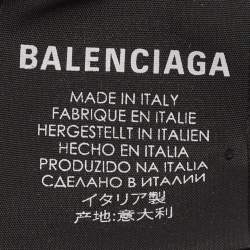 BALENCIAGA
MADE IN ITALY
FABRIQUE EN ITALIE
HERGESTELLT IN ITALIEN
HECHO EN ITALIA
PRODUZIDO NA ITALIA
СДЕЛАНО В ИТАЛИИ
イタリア製
产地:意大利